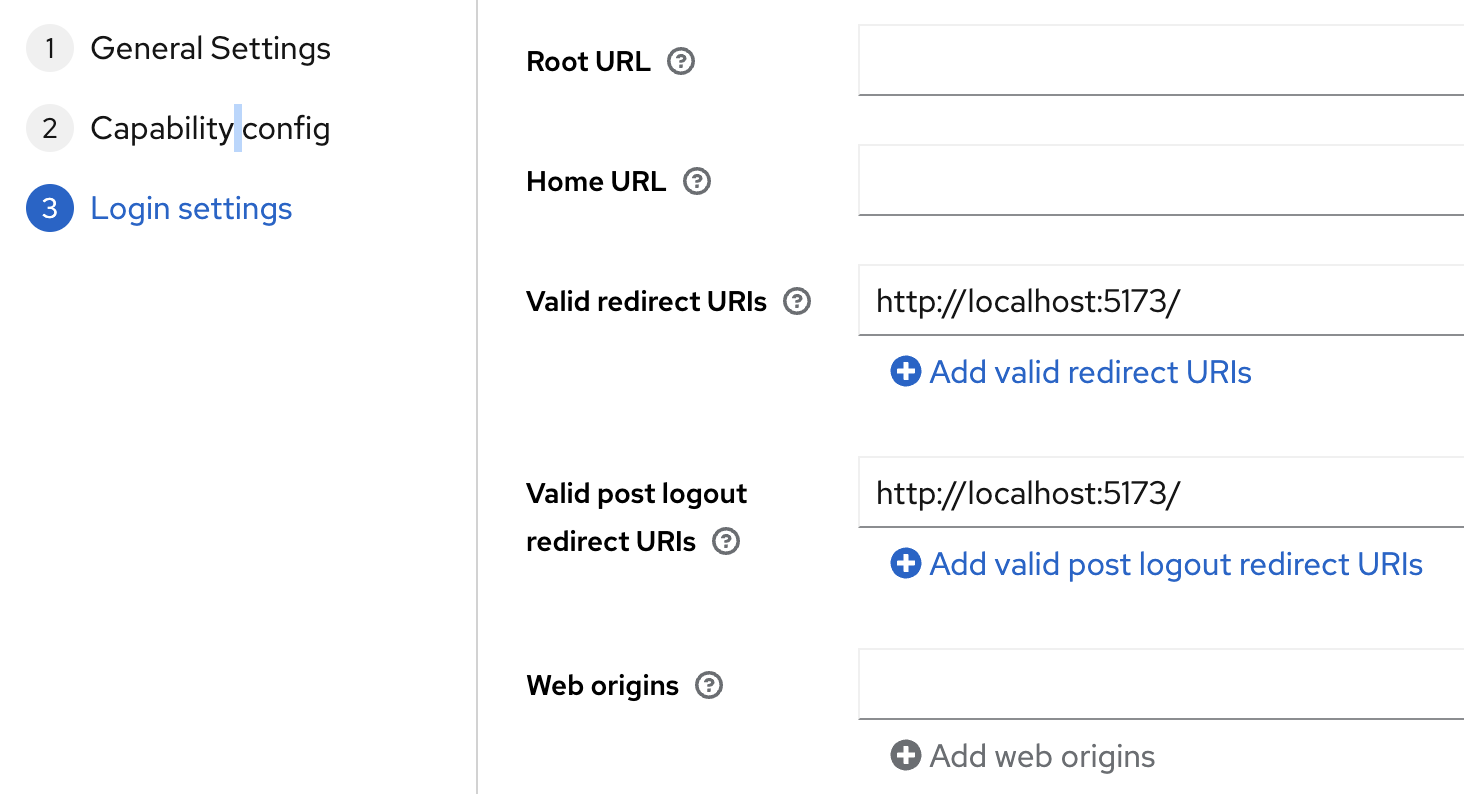 1 General Settings
2 Capability config
3 Login settings
Root URL ?
Home URL ?
Valid redirect URIs ? http://localhost:5173/
Add valid redirect URIs
Valid post logout
redirect URIs ? http://localhost:5173/
Add valid post logout redirect URIs
Web origins ?
Add web origins